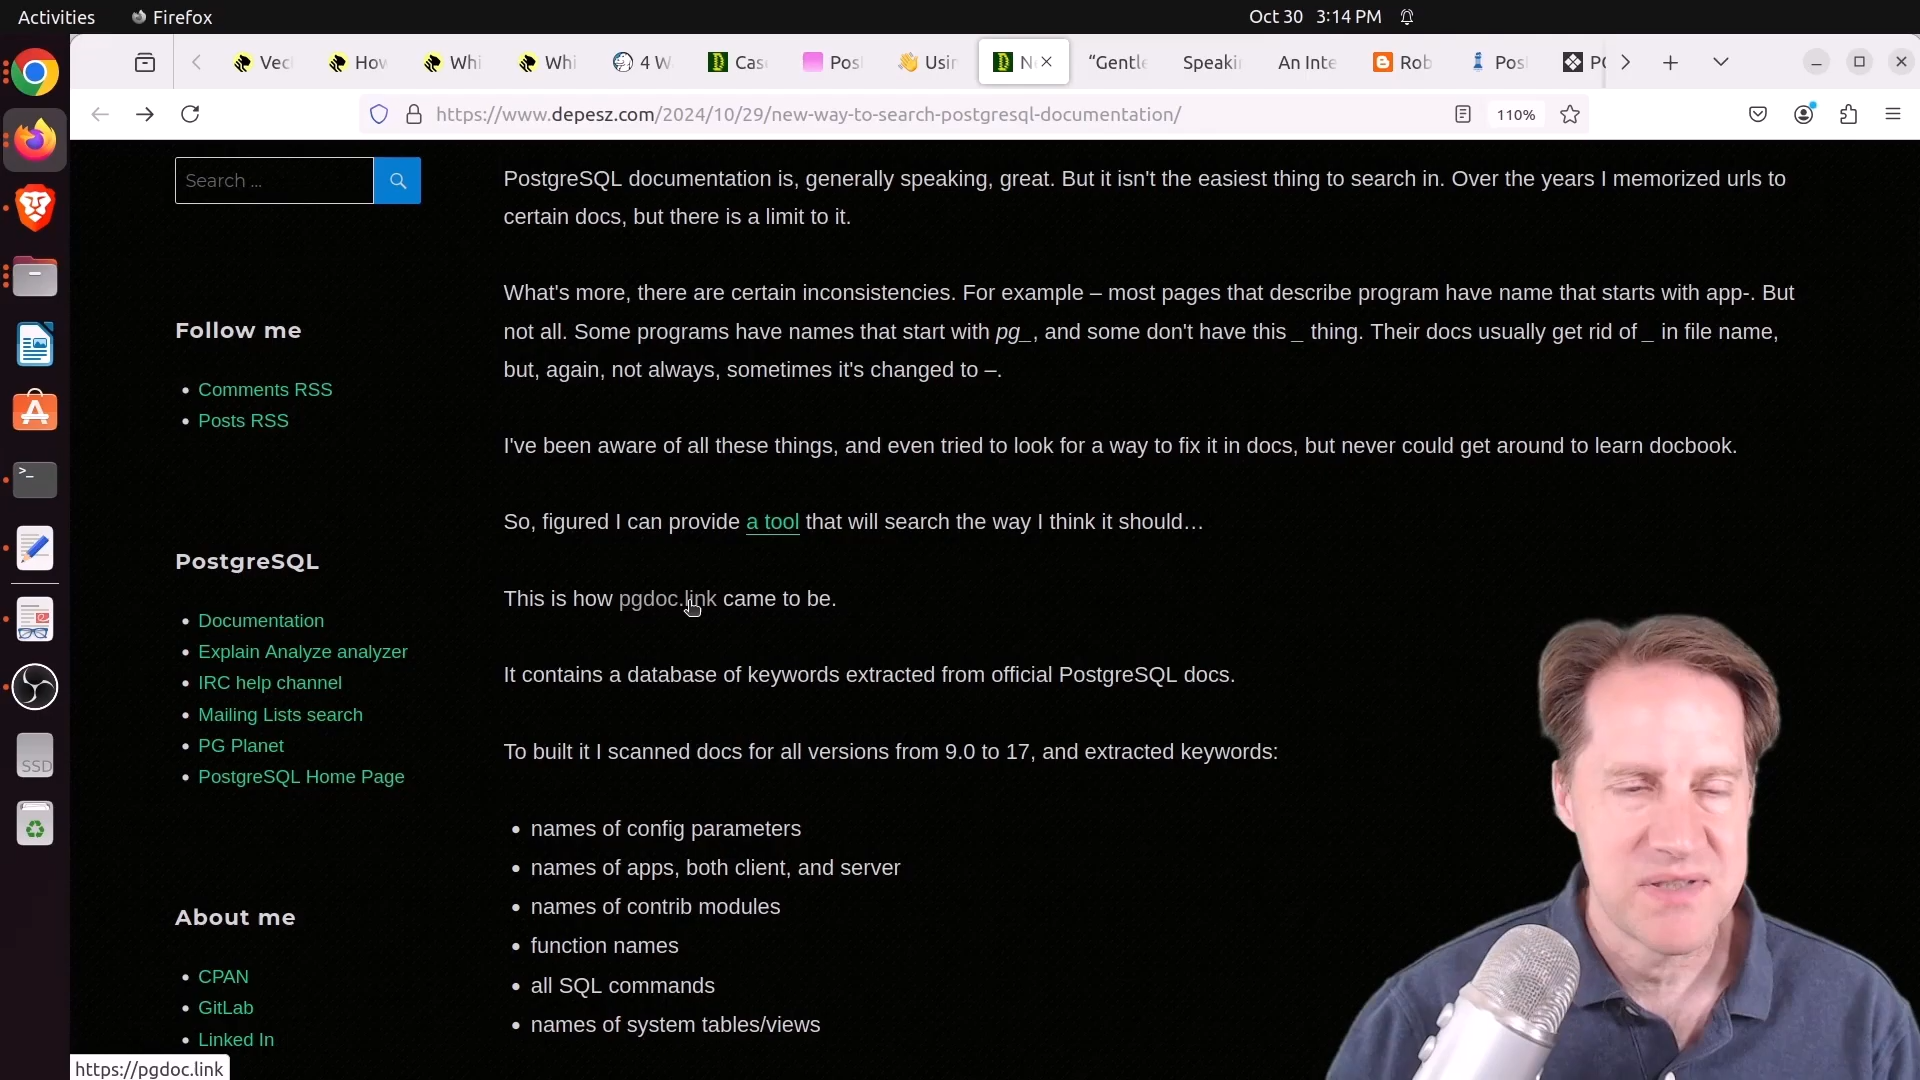 Activities Firefox Oct 30 3:14 PM
Vec How Whi Whi 4 W Cas Pos Usin N "Gentle Speaki An Inte Rob Pos PC
https://www.depesz.com/2024/10/29/new-way-to-search-postgresql-documentation/ 110%
Search ...
Follow me
Comments RSS
Posts RSS
PostgreSQL
Documentation
Explain Analyze analyzer
IRC help channel
Mailing Lists search
PG Planet
PostgreSQL Home Page
About me
CPAN
GitLab
Linked In
PostgreSQL documentation is, generally speaking, great. But it isn't the easiest thing to search in. Over the years I memorized urls to
certain docs, but there is a limit to it.
What's more, there are certain inconsistencies. For example – most pages that describe program have name that starts with app-. But
not all. Some programs have names that start with pg_, and some don't have this _ thing. Their docs usually get rid of _ in file name,
but, again, not always, sometimes it's changed to –.
I've been aware of all these things, and even tried to look for a way to fix it in docs, but never could get around to learn docbook.
So, figured I can provide a tool that will search the way I think it should…
This is how pgdoc.link came to be.
It contains a database of keywords extracted from official PostgreSQL docs.
To built it I scanned docs for all versions from 9.0 to 17, and extracted keywords:
names of config parameters
names of apps, both client, and server
names of contrib modules
function names
all SQL commands
names of system tables/views
SSD
https://pgdoc.link